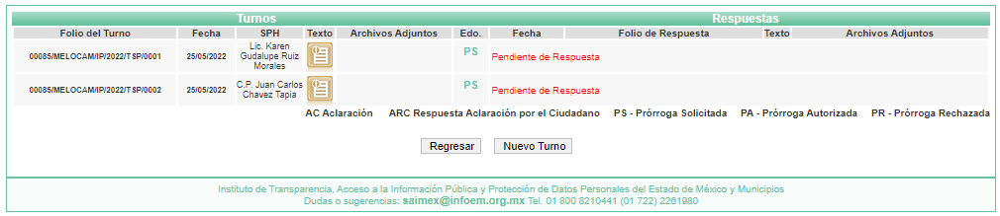 Turnos Respuestas
Folio del Turno Fecha SPH Texto Archivos Adjuntos Edo. Fecha Folio de Respuesta Texto Archivos Adjuntos
00085/MELOCAM/IP/2022/TSP/0001 25/05/2022 Lic. Karen Gudalupe Ruiz Morales PS Pendiente de Respuesta
00085/MELOCAM/IP/2022/TSP/0002 25/05/2022 C.P. Juan Carlos Chavez Tapia PS Pendiente de Respuesta
AC Aclaración ARC Respuesta Aclaración por el Ciudadano PS - Prórroga Solicitada PA - Prórroga Autorizada PR - Prórroga Rechazada
Regresar Nuevo Turno
Instituto de Transparencia, Acceso a la Información Pública y Protección de Datos Personales del Estado de México y Municipios
Dudas o sugerencias: saimex@infoem.org.mx Tel. 01 800 8210441 (01 722) 2261980